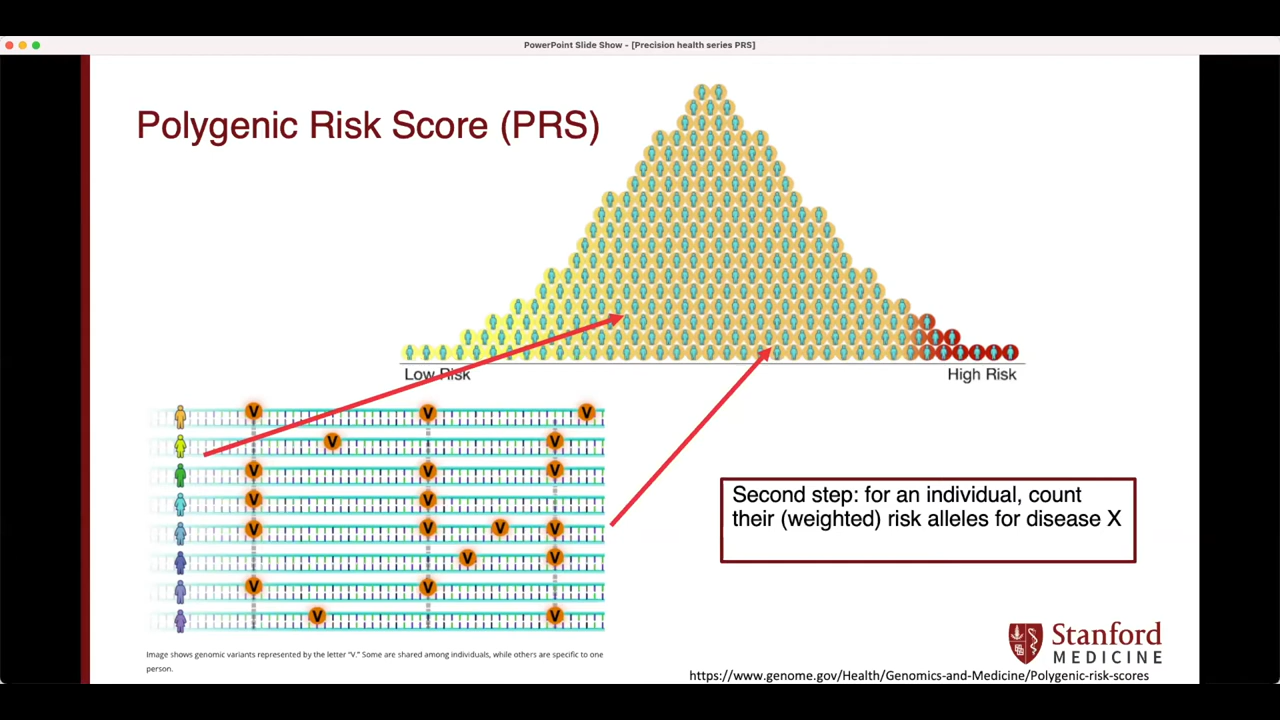 PowerPoint Slide Show - [Precision health series PRS]
Polygenic Risk Score (PRS)
Low Risk
High Risk
V V V
V V
V V V
V V
V V V V
V V
V V
V V
Second step: for an individual, count
their (weighted) risk alleles for disease X
Image shows genomic variants represented by the letter “V.” Some are shared among individuals, while others are specific to one
person.
Stanford
MEDICINE
https://www.genome.gov/Health/Genomics-and-Medicine/Polygenic-risk-scores